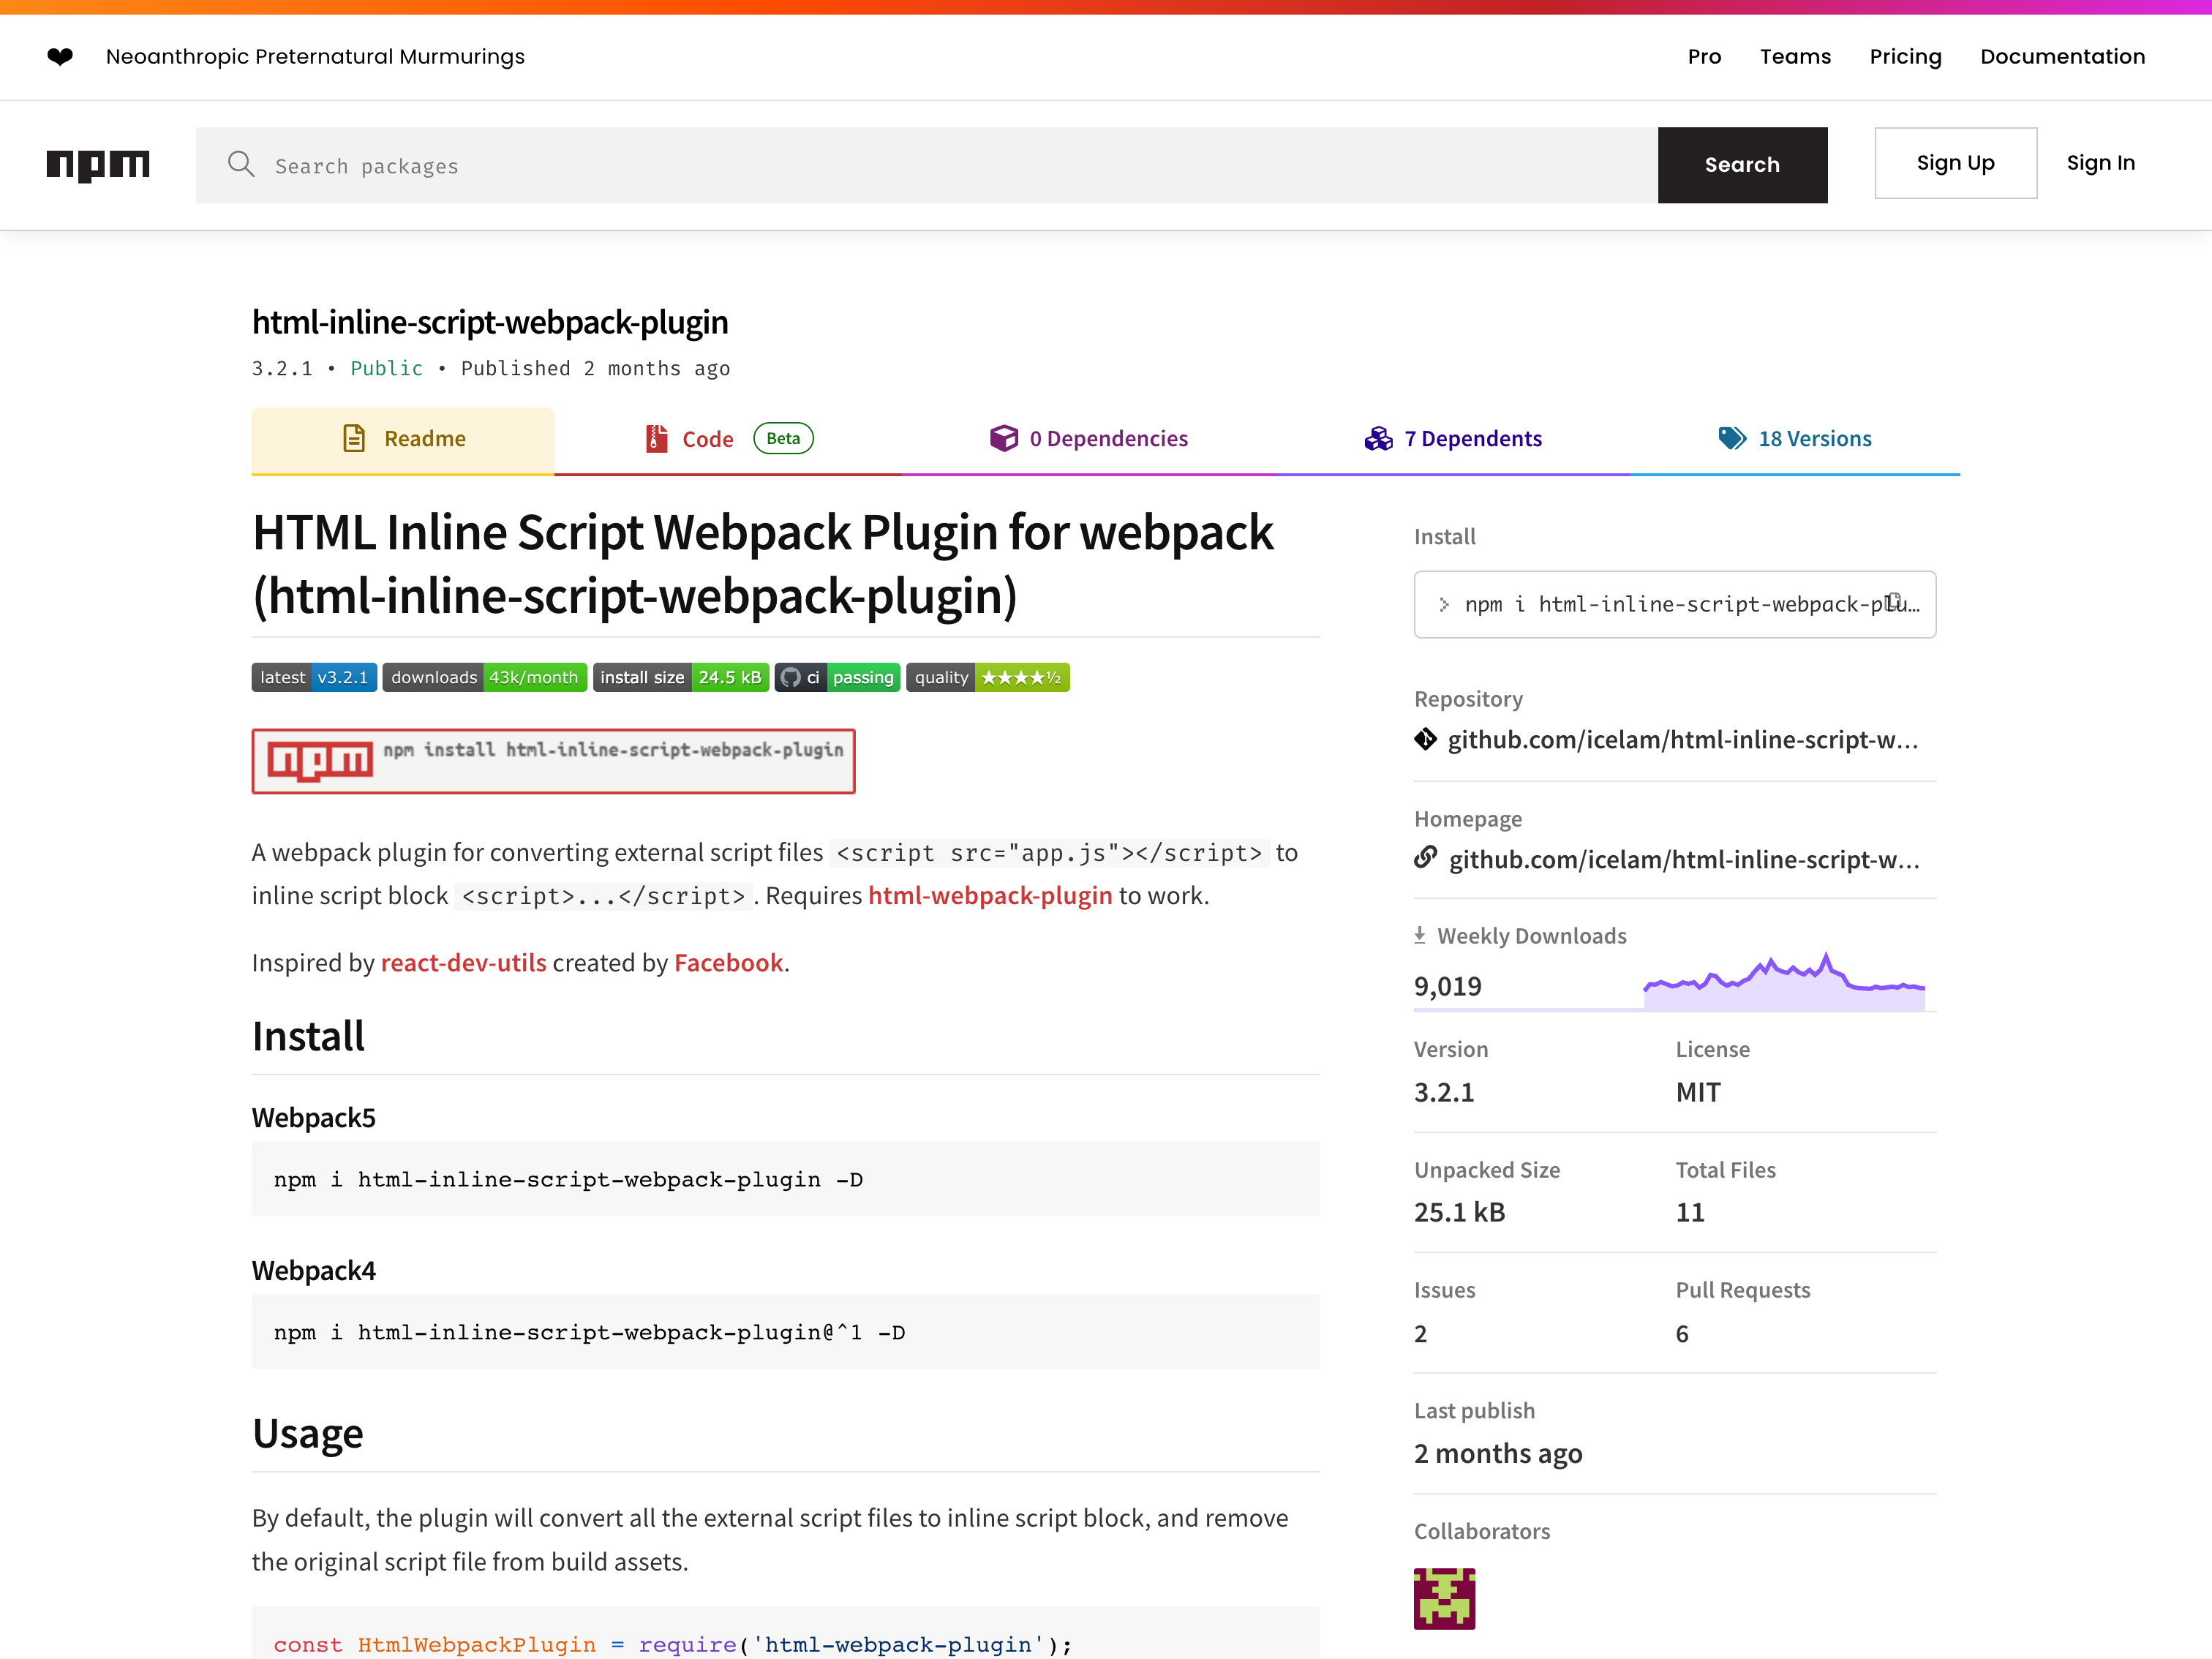 ❤ Neoanthropic Preternatural Murmurings
Pro Teams Pricing Documentation
npm
Search packages
Search
Sign Up
Sign In
html-inline-script-webpack-plugin
3.2.1 • Public • Published 2 months ago
Readme
Code Beta
0 Dependencies
7 Dependents
18 Versions
HTML Inline Script Webpack Plugin for webpack
(html-inline-script-webpack-plugin)
latest v3.2.1 downloads 43k/month install size 24.5 kB ci passing quality ★★★★½
npm npm install html-inline-script-webpack-plugin
A webpack plugin for converting external script files <script src="app.js"></script> to
inline script block <script>...</script>. Requires html-webpack-plugin to work.
Inspired by react-dev-utils created by Facebook.
Install
Webpack5
npm i html-inline-script-webpack-plugin -D
Webpack4
npm i html-inline-script-webpack-plugin@^1 -D
Usage
By default, the plugin will convert all the external script files to inline script block, and remove
the original script file from build assets.
const HtmlWebpackPlugin = require('html-webpack-plugin');
Install
npm i html-inline-script-webpack-plu…
Repository
github.com/icelam/html-inline-script-w…
Homepage
github.com/icelam/html-inline-script-w…
Weekly Downloads
9,019
Version
3.2.1
License
MIT
Unpacked Size
25.1 kB
Total Files
11
Issues
2
Pull Requests
6
Last publish
2 months ago
Collaborators